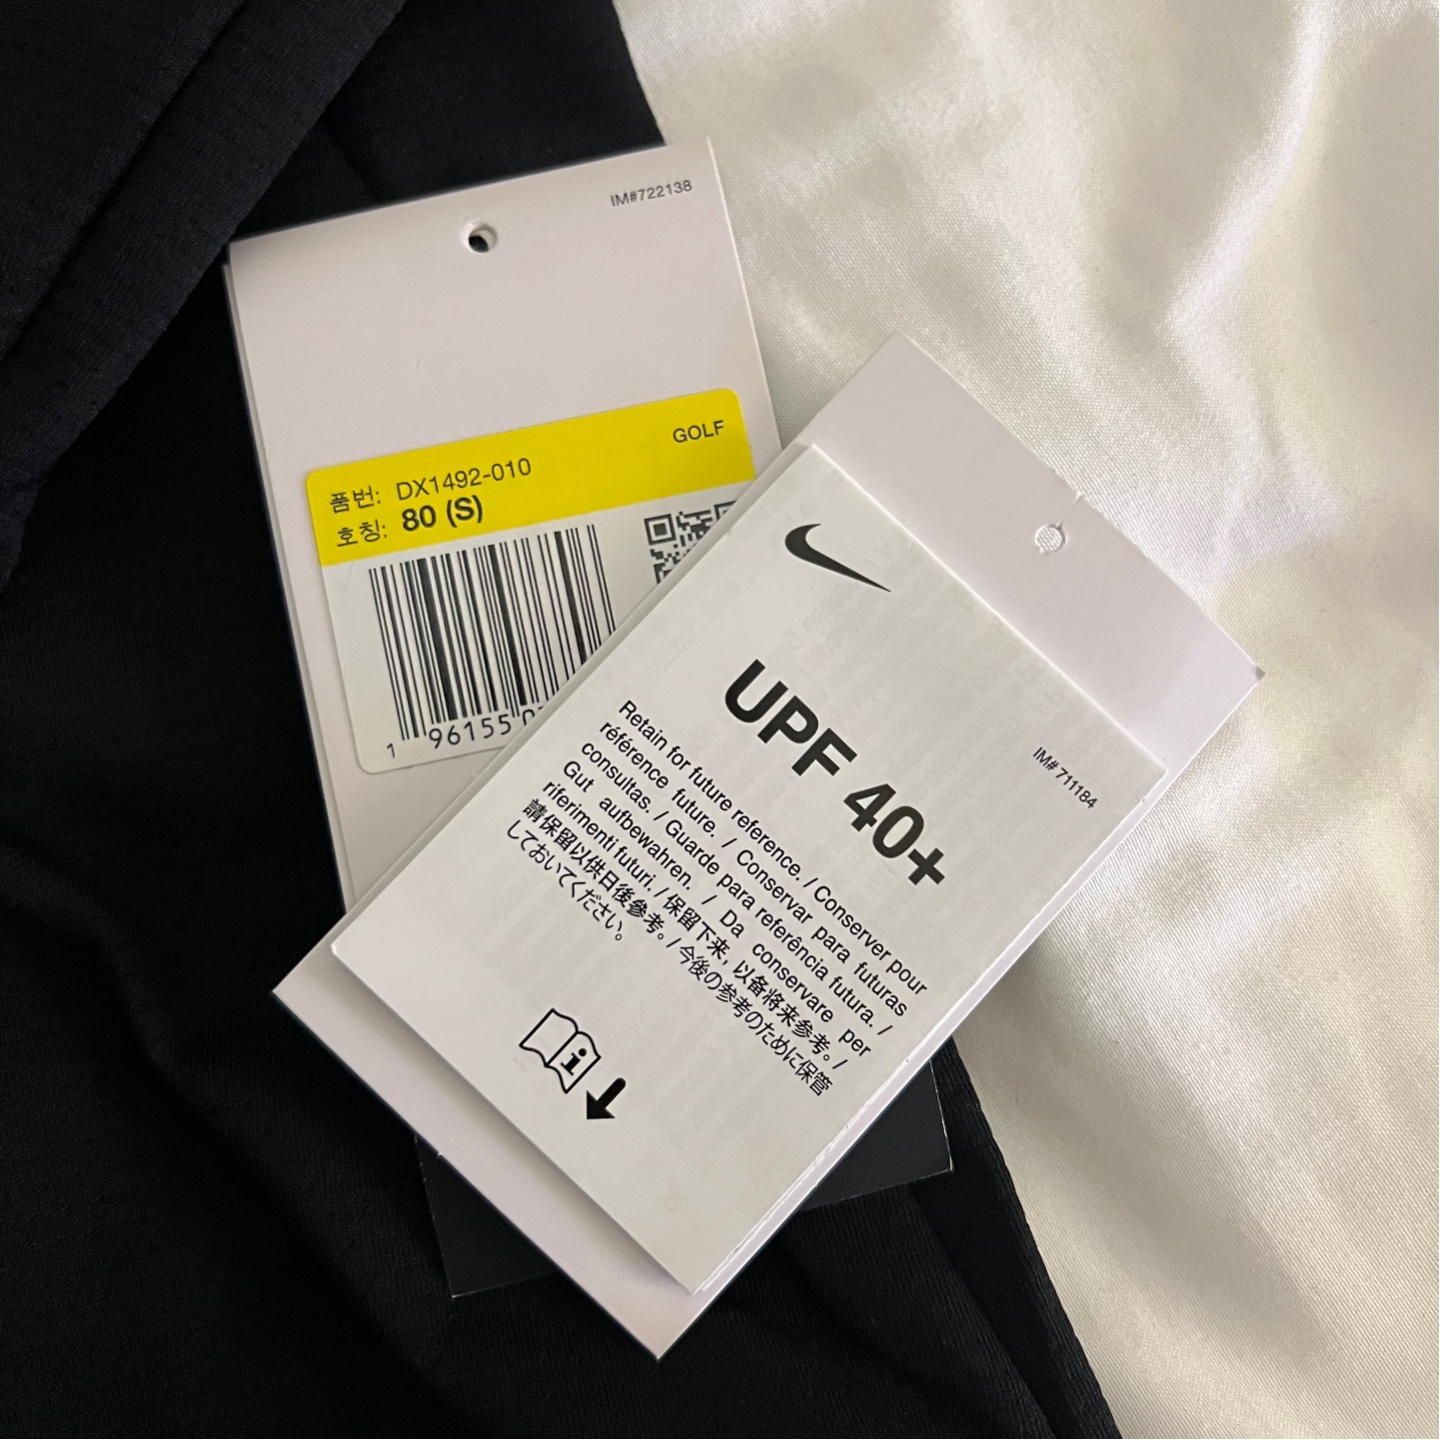 IM#722138
GOLF
품번: DX1492-010
호칭: 80 (S)
1 96155
UPF 40+
IM# 711184
Retain for future reference. / Conserver pour
référence future. / Conservar para futuras
consultas. / Guarde para referência futura. /
Gut aufbewahren. / Da conservare per
riferimenti futuri. / 保留下来，以备将来参考。 /
請保留以供日後參考。 / 今後の参考のために保管
しておいてください。